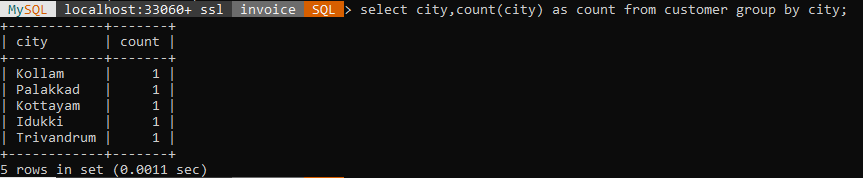 MySQL localhost:33060+ ssl invoice SQL > select city,count(city) as count from customer group by city;
+------------+-------+
| city       | count |
+------------+-------+
| Kollam     |     1 |
| Palakkad   |     1 |
| Kottayam   |     1 |
| Idukki     |     1 |
| Trivandrum |     1 |
+------------+-------+
5 rows in set (0.0011 sec)